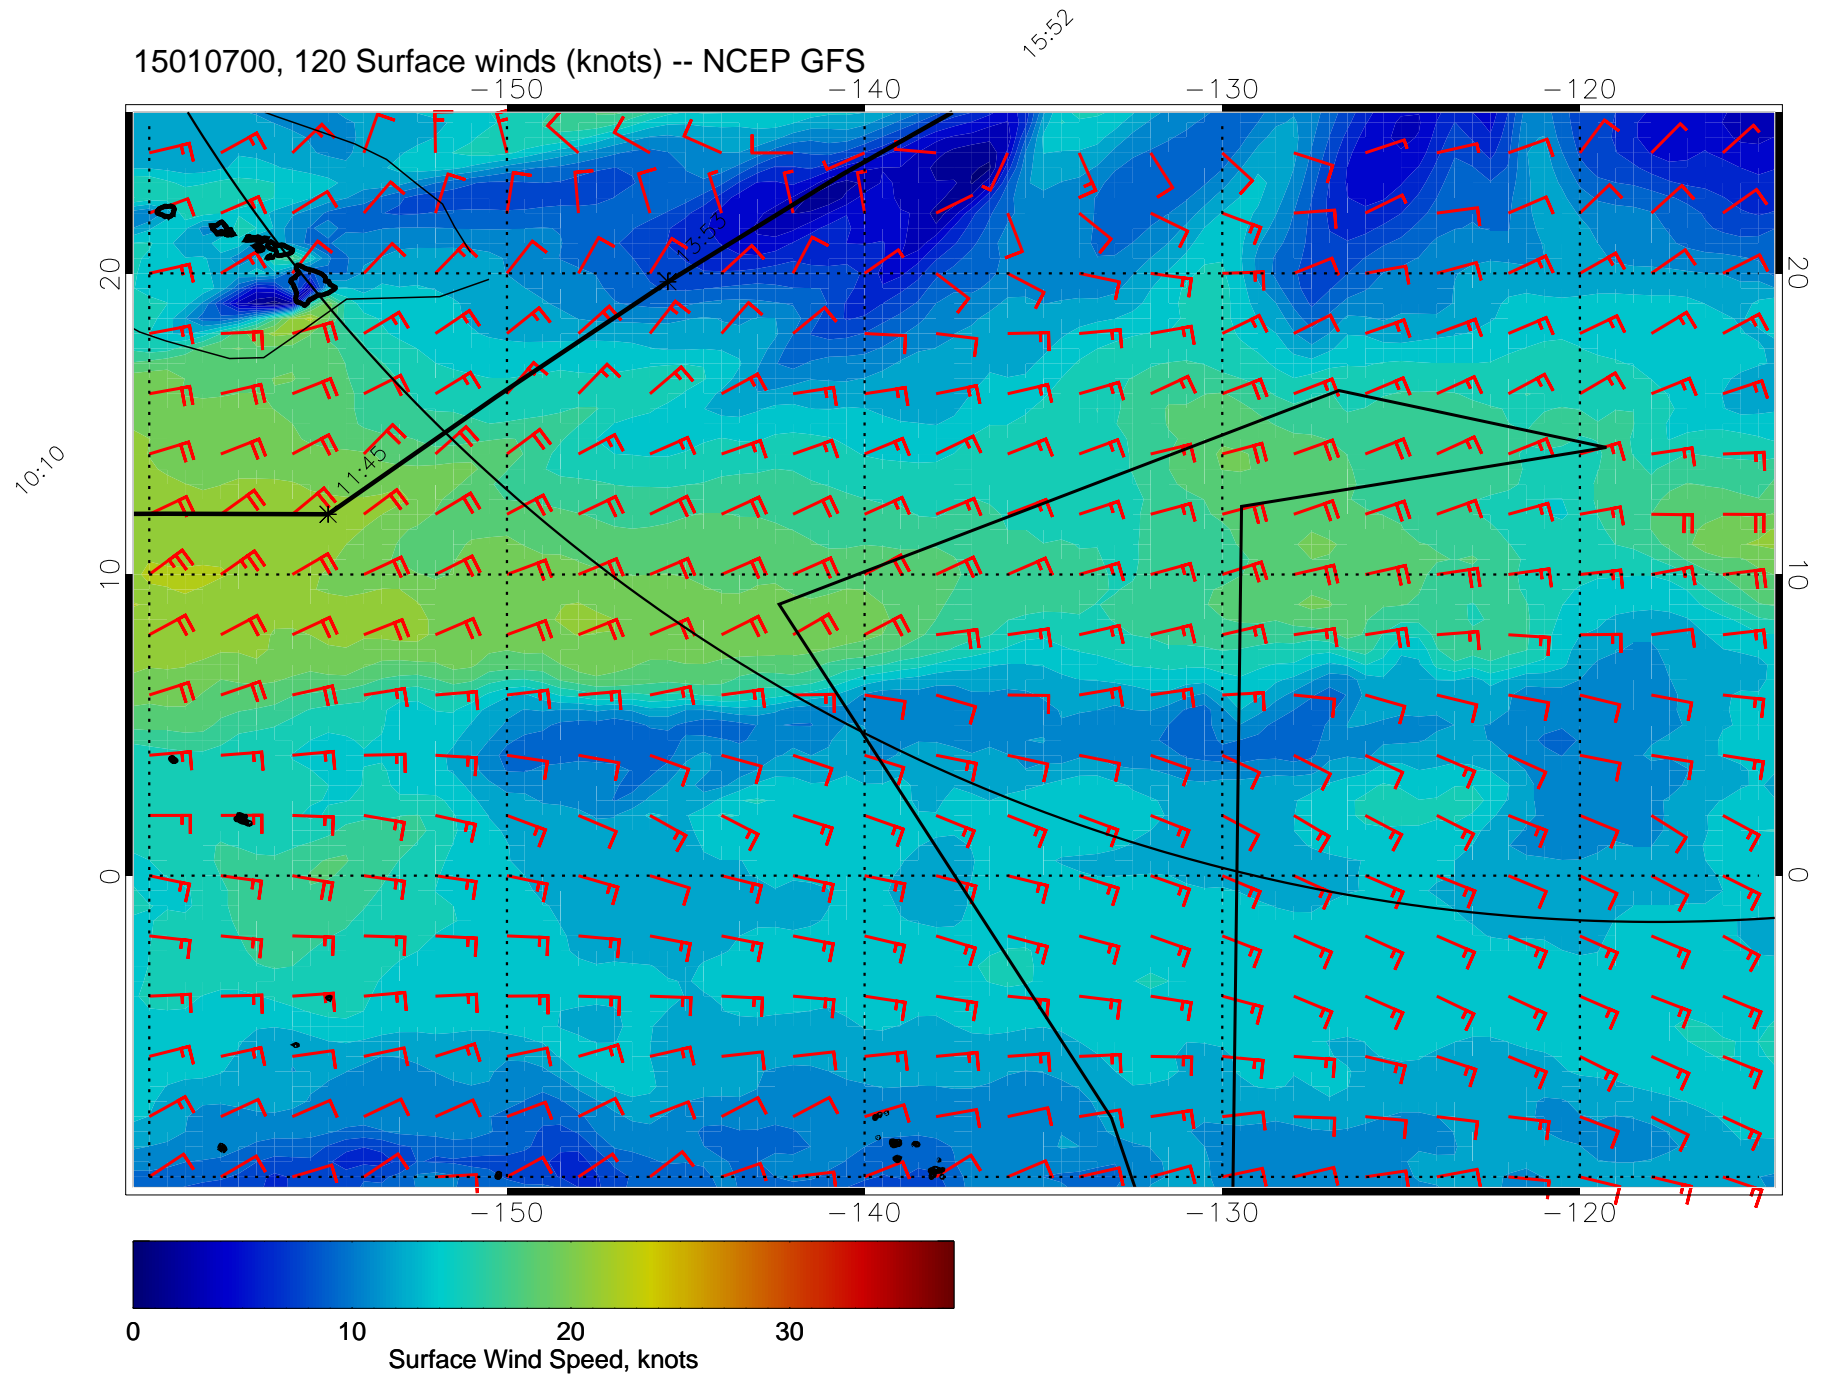 15:52
15010700, 120 Surface winds (knots) -- NCEP GFS
-150 -140 -130 -120
20 20
13:53
10:10
11:45
10 10
0 0
-150 -140 -130 -120
0 10 20 30
Surface Wind Speed, knots